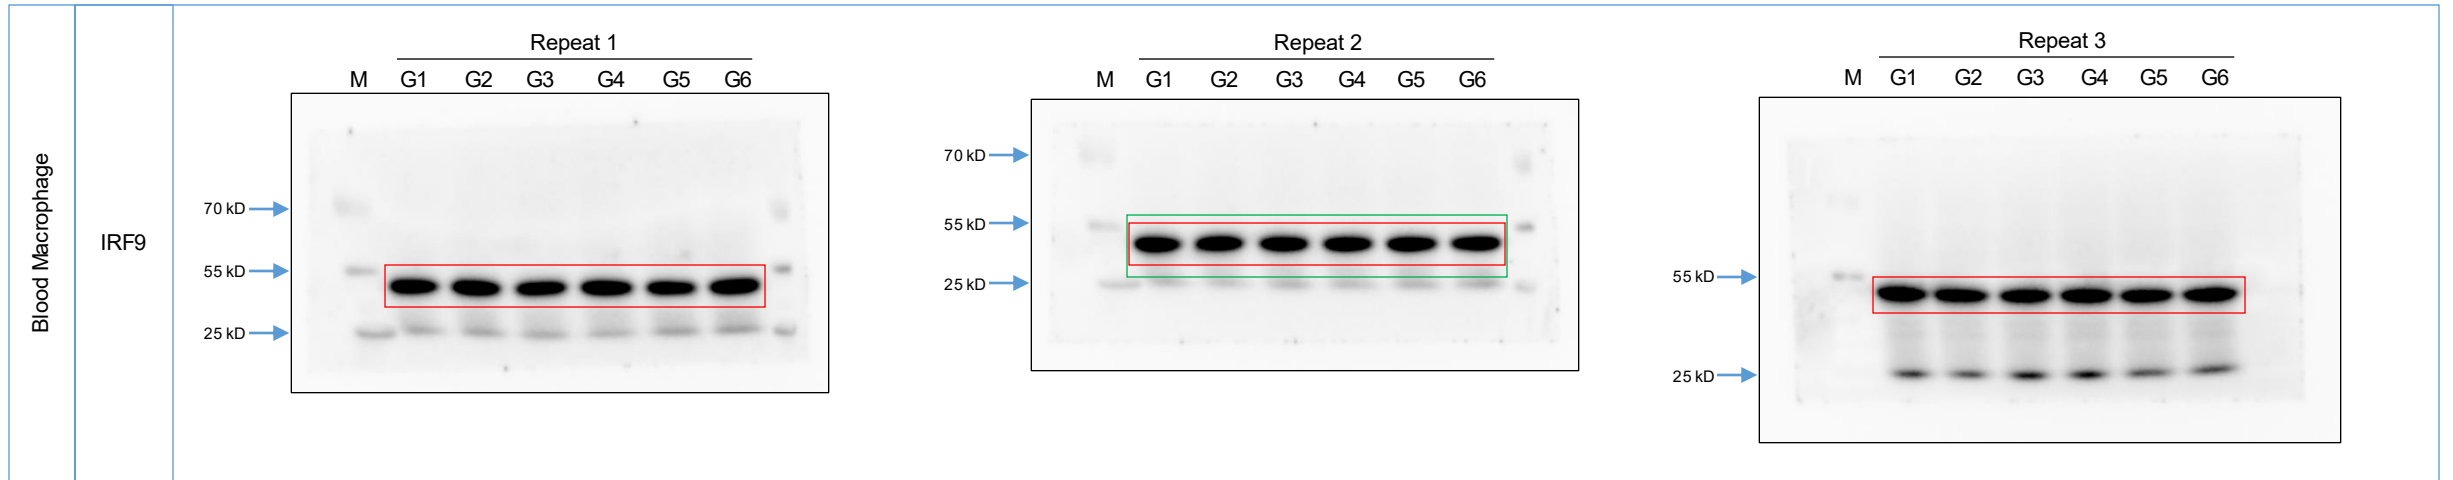 Blood Macrophage
IRF9
Repeat 1
M G1 G2 G3 G4 G5 G6
70 kD
55 kD
25 kD
Repeat 2
M G1 G2 G3 G4 G5 G6
70 kD
55 kD
25 kD
Repeat 3
M G1 G2 G3 G4 G5 G6
55 kD
25 kD